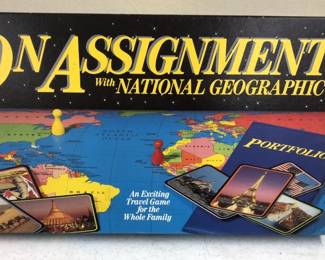 ON ASSIGNMENT
With NATIONAL GEOGRAPHIC
PORTFOLIO
An Exciting
Travel Game
for the
Whole Family